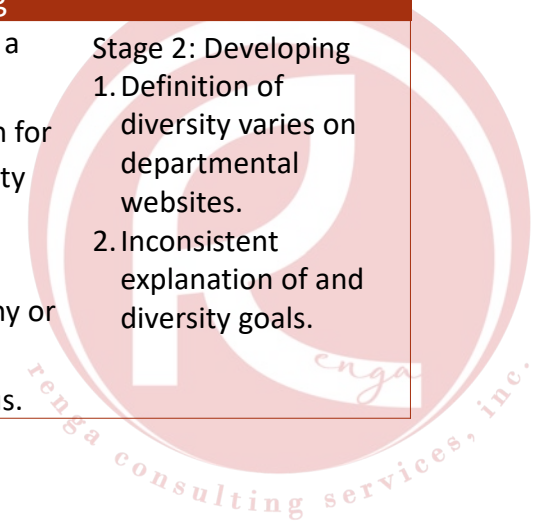 g
a
n for
ty
ny or
s.
Stage 2: Developing
1. Definition of
diversity varies on
departmental
websites.
2. Inconsistent
explanation of and
diversity goals.
enga
renga consulting services, inc.